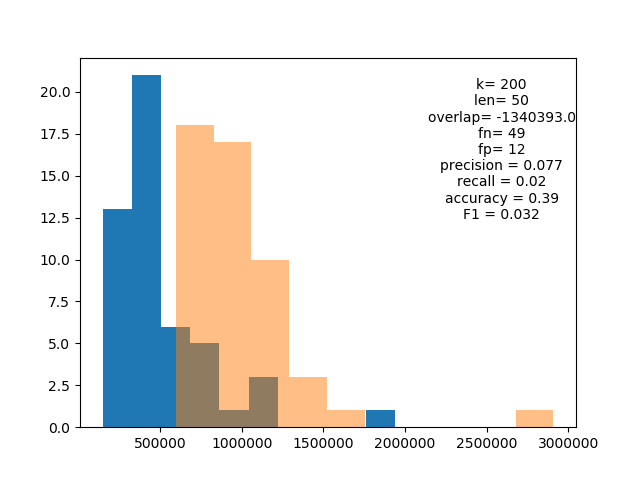 k= 200
len= 50
overlap= -1340393.0
fn= 49
fp= 12
precision = 0.077
recall = 0.02
accuracy = 0.39
F1 = 0.032
20.0
17.5
15.0
12.5
10.0
7.5
5.0
2.5
0.0
500000 1000000 1500000 2000000 2500000 3000000